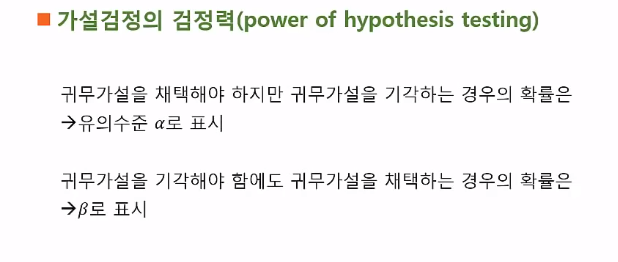 ■ 가설검정의 검정력(power of hypothesis testing)
귀무가설을 채택해야 하지만 귀무가설을 기각하는 경우의 확률은
→유의수준 α로 표시
귀무가설을 기각해야 함에도 귀무가설을 채택하는 경우의 확률은
→β로 표시